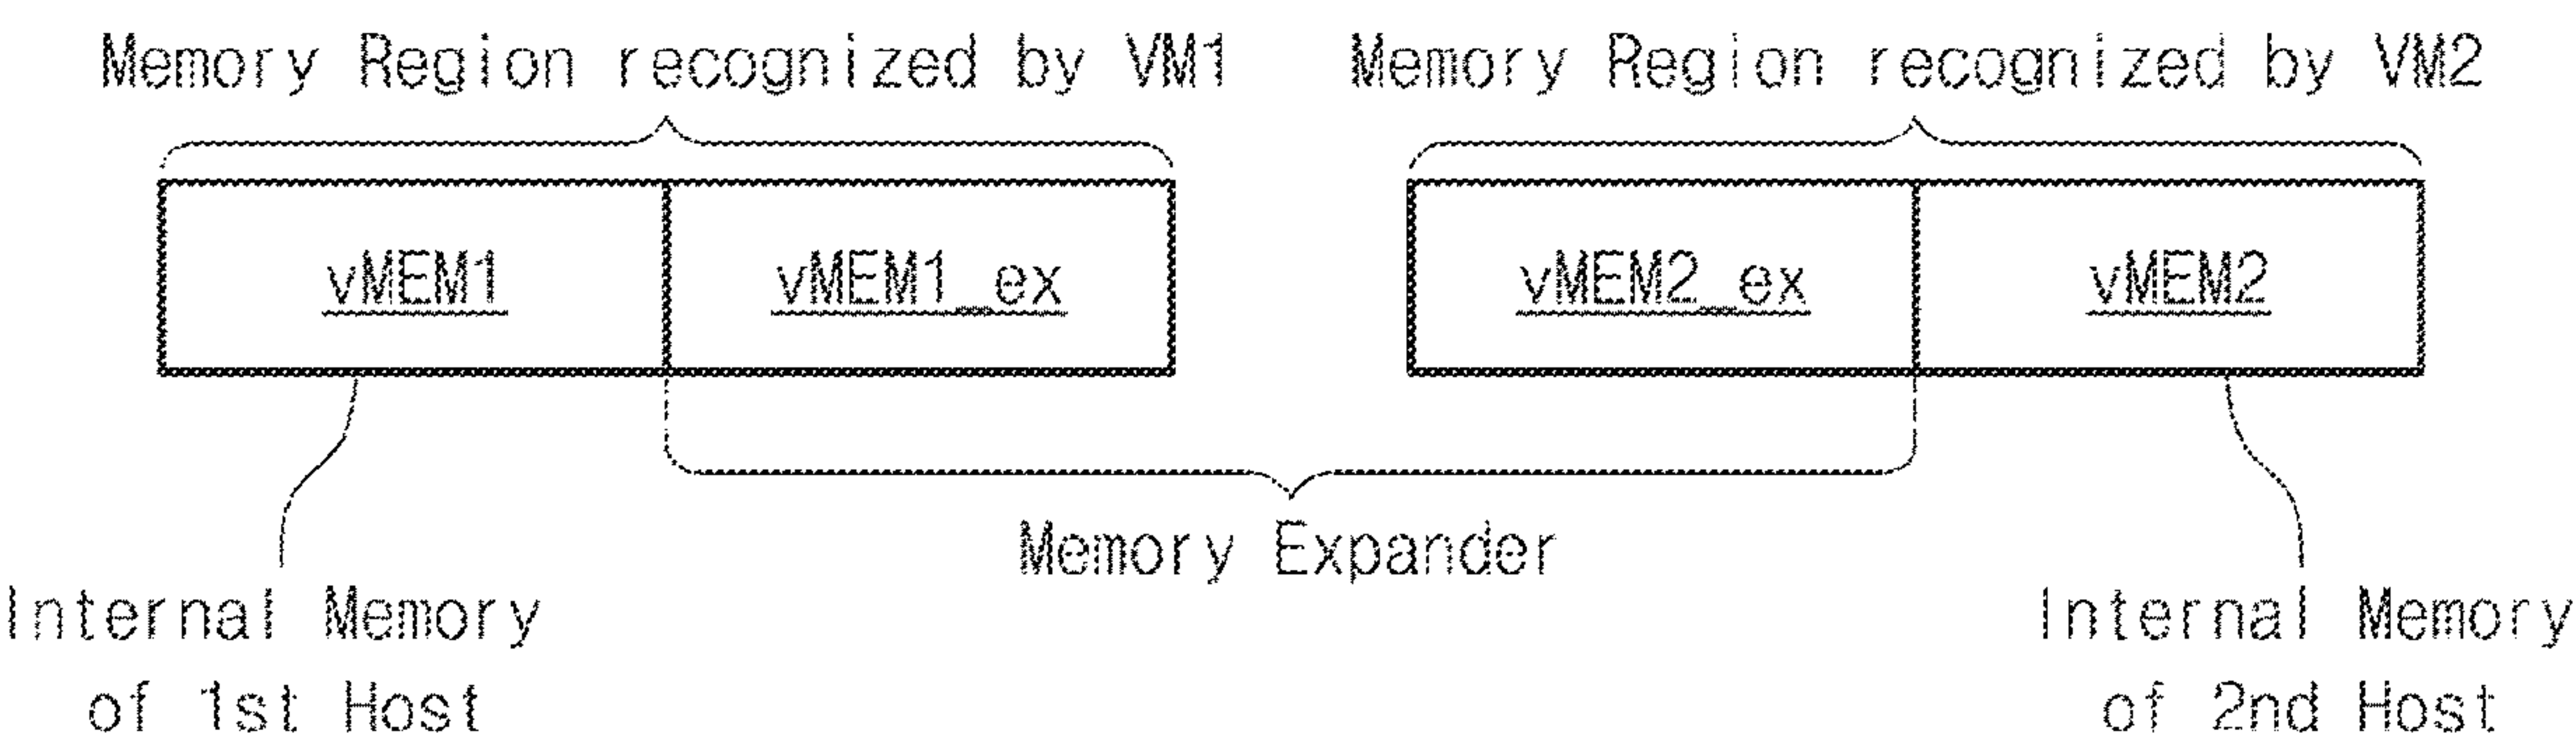 Memory Region recognized by VM1
Memory Region recognized by VM2
vMEM1
vMEM1_ex
vMEM2_ex
vMEM2
Memory Expander
Internal Memory
of 1st Host
Internal Memory
of 2nd Host